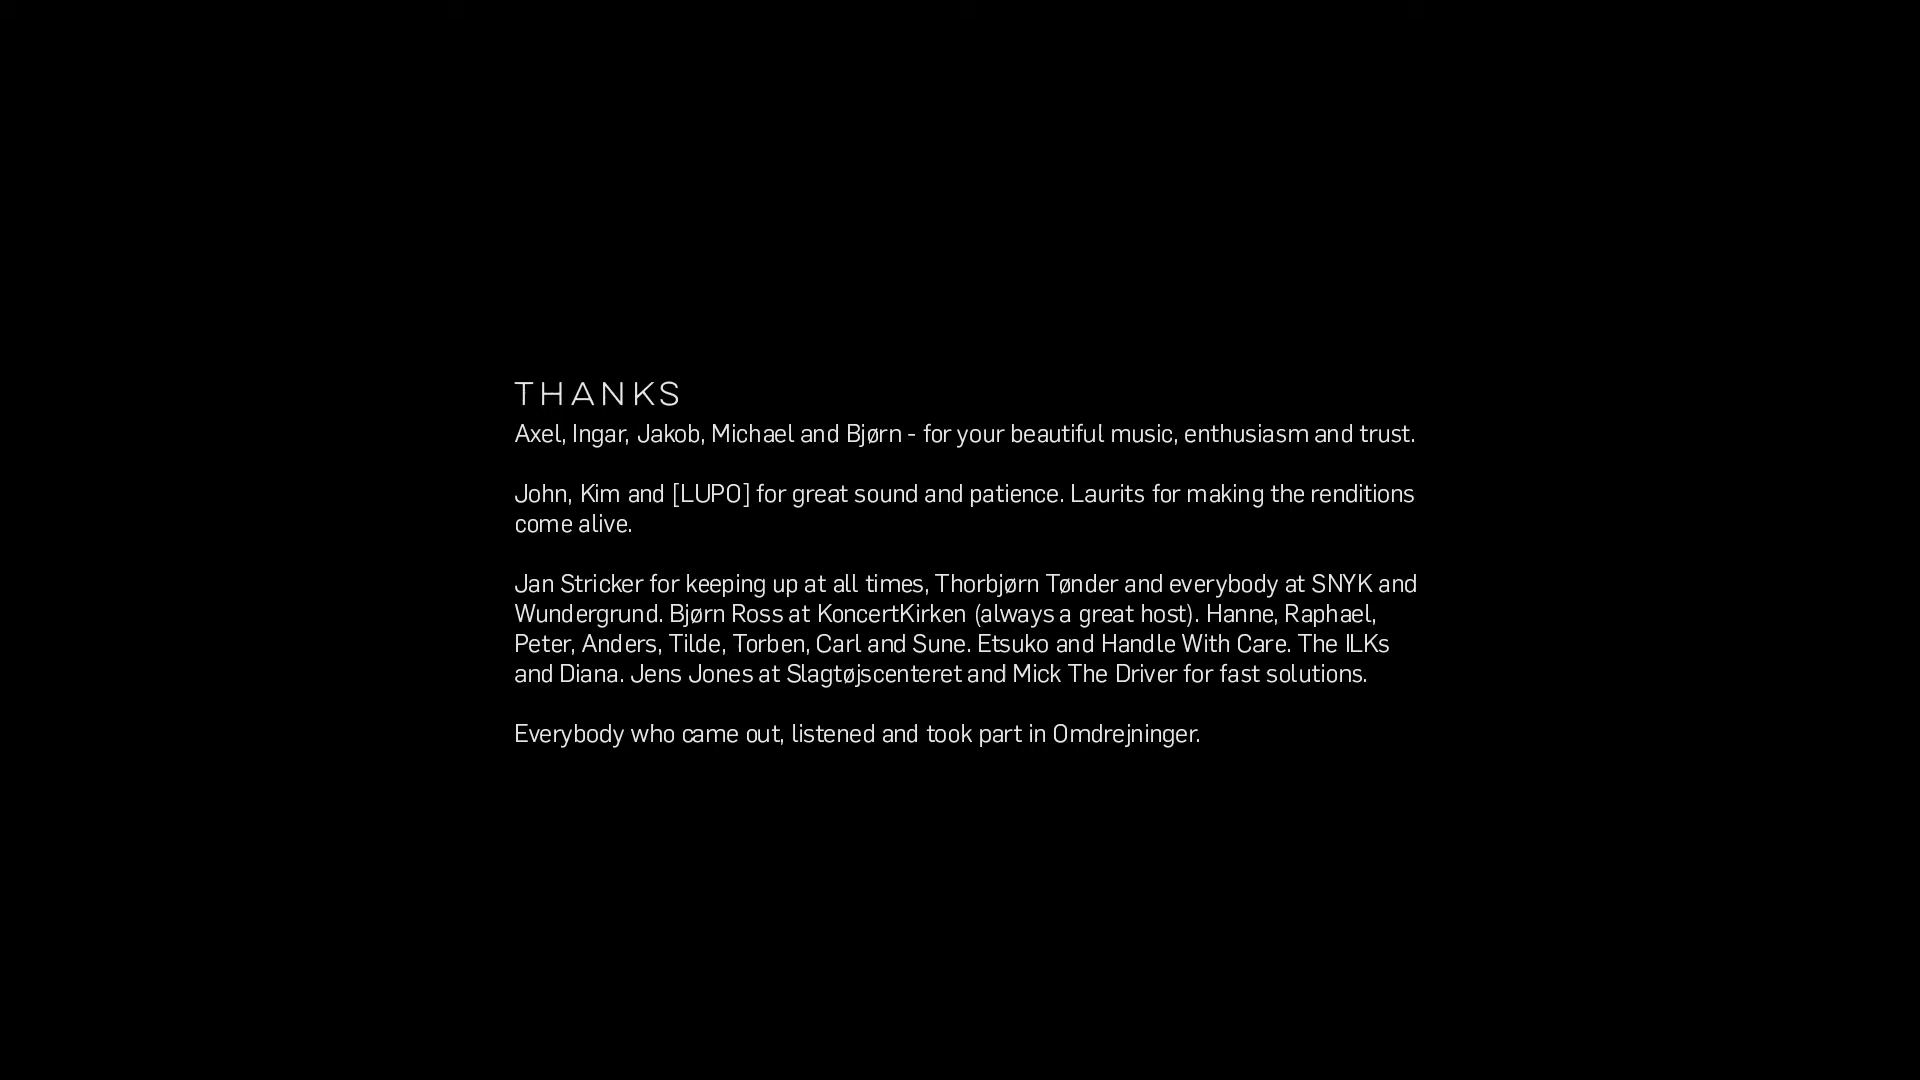 THANKS
Axel, Ingar, Jakob, Michael and Bjørn - for your beautiful music, enthusiasm and trust.
John, Kim and [LUPO] for great sound and patience. Laurits for making the renditions
come alive.
Jan Stricker for keeping up at all times, Thorbjørn Tønder and everybody at SNYK and
Wundergrund. Bjørn Ross at KoncertKirken (always a great host). Hanne, Raphael,
Peter, Anders, Tilde, Torben, Carl and Sune. Etsuko and Handle With Care. The ILKs
and Diana. Jens Jones at Slagtøjscenteret and Mick The Driver for fast solutions.
Everybody who came out, listened and took part in Omdrejninger.